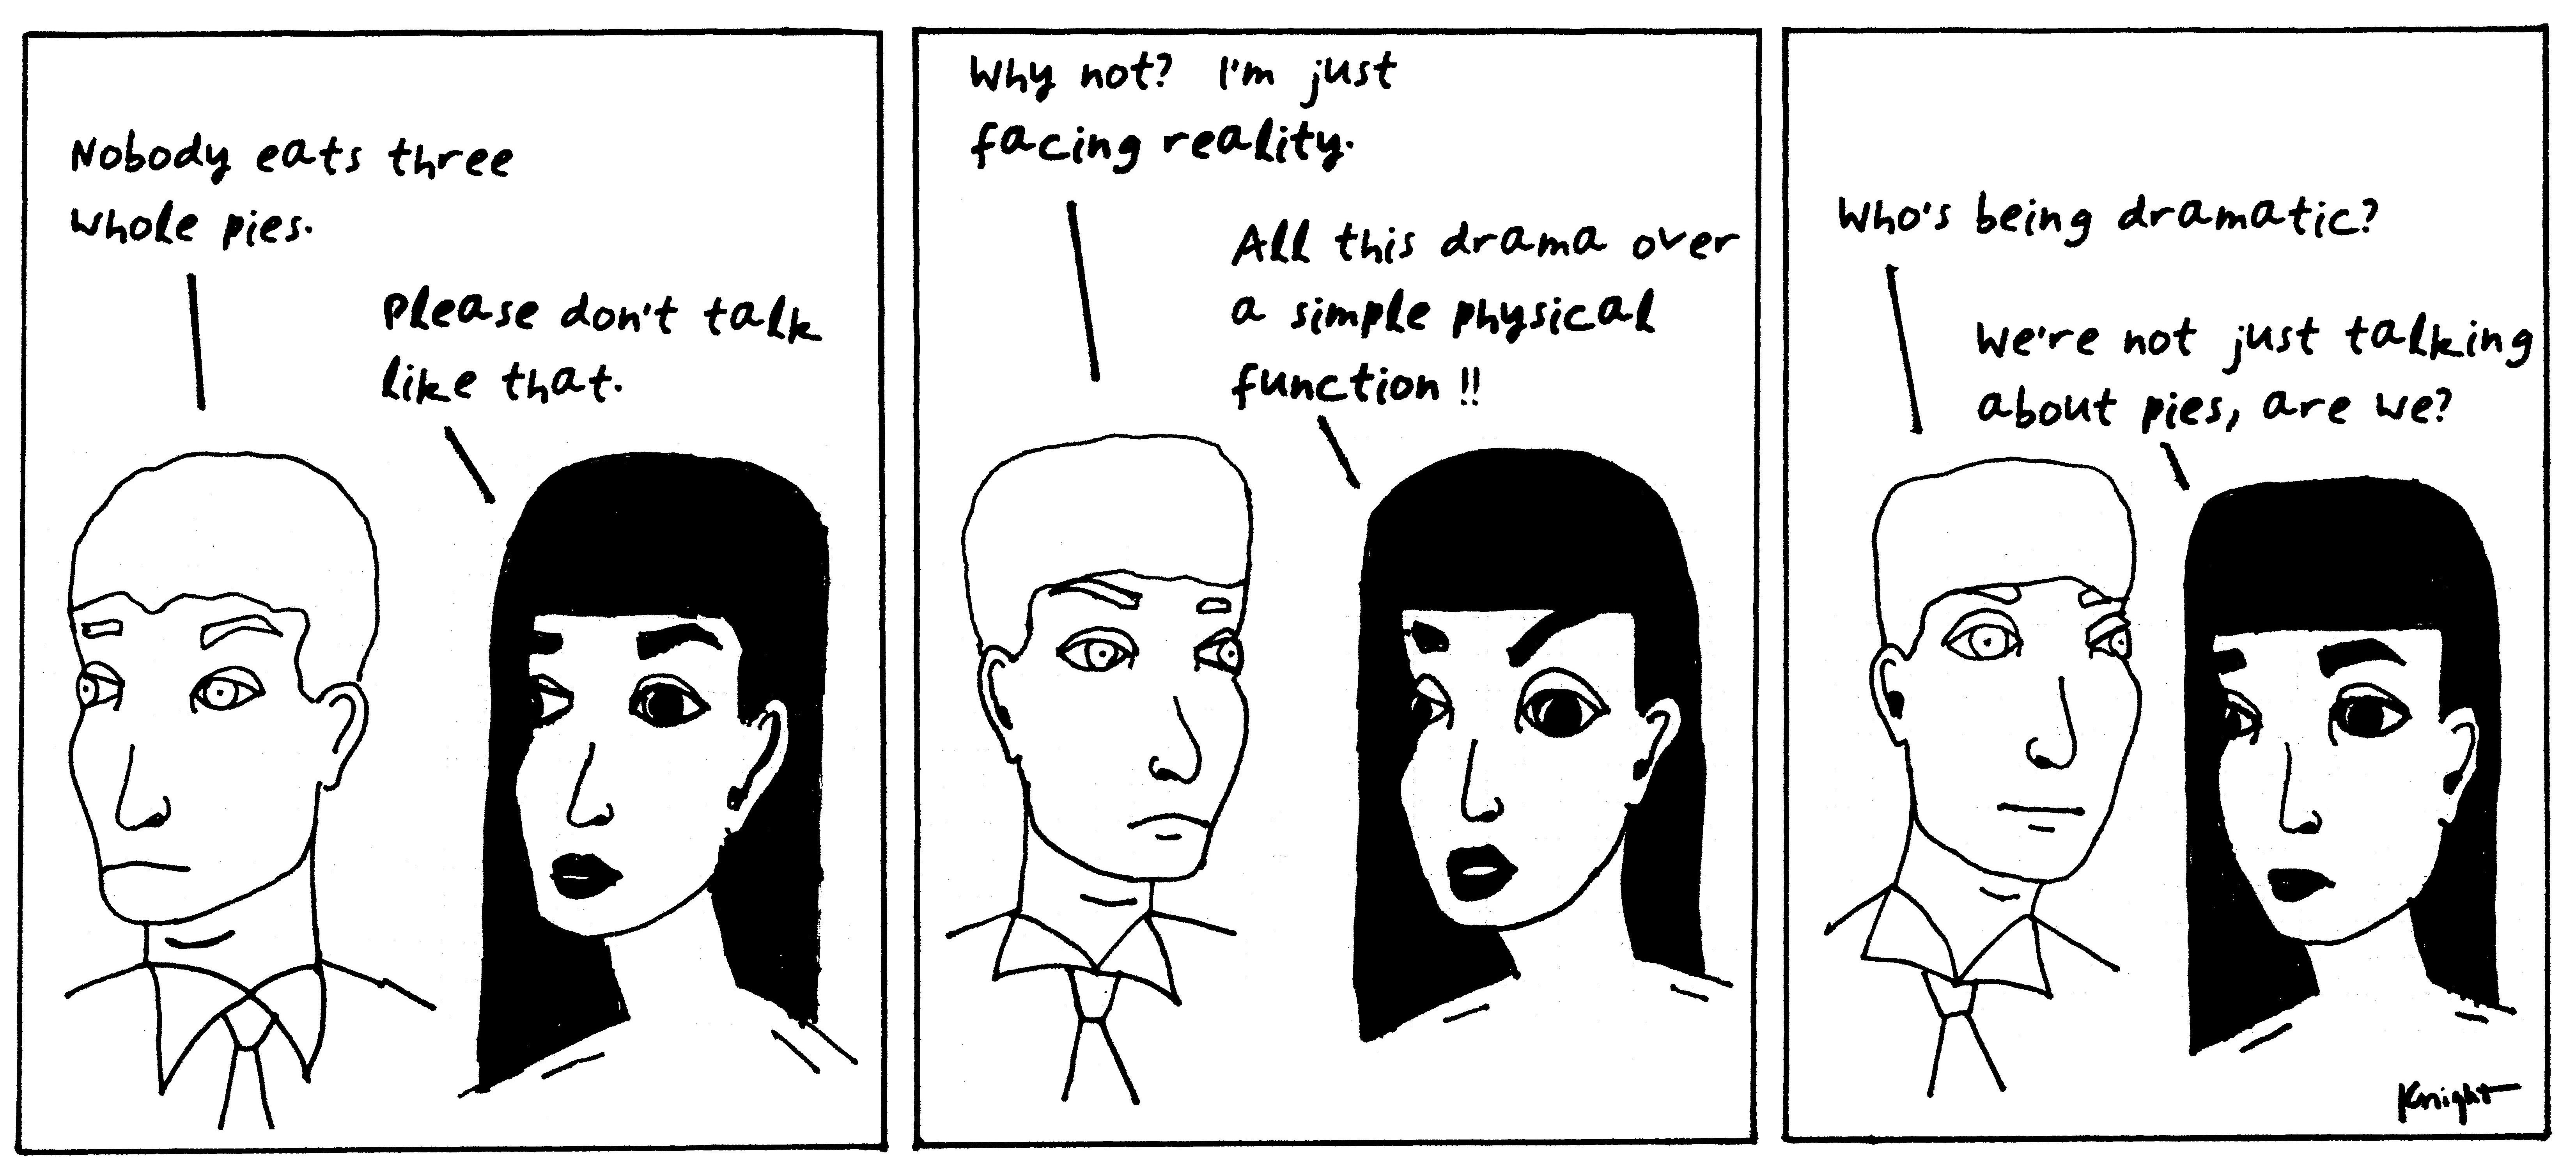 Nobody eats three
whole pies.
Please don't talk
like that.
Why not? I'm just
facing reality.
All this drama over
a simple physical
function!!
Who's being dramatic?
We're not just talking
about pies, are we?
Knight